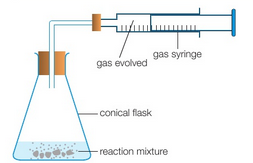 gas syringe
gas evolved
conical flask
reaction mixture